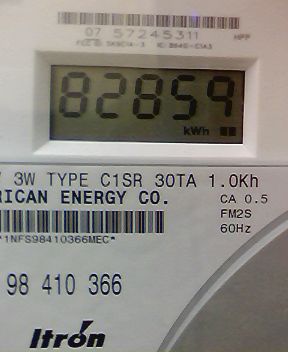 07 57245311
82859
kWh
3W TYPE C1SR 30TA 1.0Kh
RICAN ENERGY CO.
CA 0.5
FM2S
60Hz
*1NFS98410366MEC*
98 410 366
Itrón